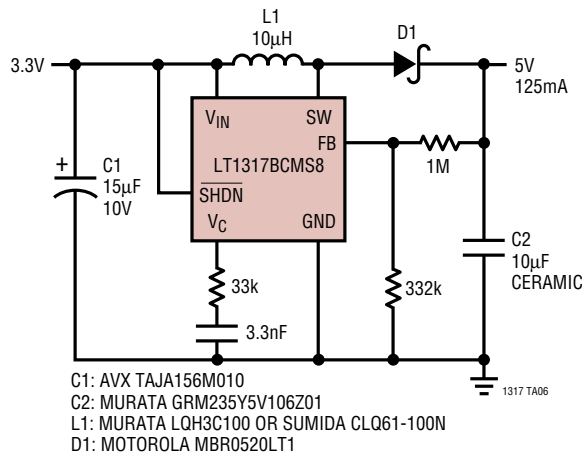 L1
10µH
D1
3.3V
5V
125mA
VIN
SW
FB
LT1317BCMS8
1M
+
C1
15µF
10V
SHDN
VC
GND
C2
10µF
CERAMIC
33k
332k
3.3nF
1317 TA06
C1: AVX TAJA156M010
C2: MURATA GRM235Y5V106Z01
L1: MURATA LQH3C100 OR SUMIDA CLQ61-100N
D1: MOTOROLA MBR0520LT1